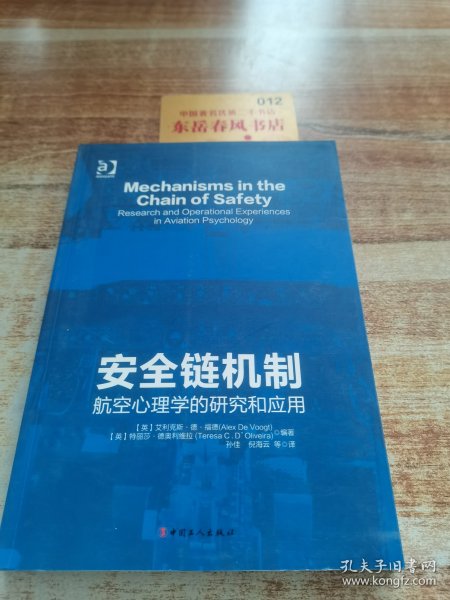 012
东岳春风书店
a
Mechanisms in the
Chain of Safety
Research and Operational Experiences
in Aviation Psychology
安全链机制
航空心理学的研究和应用
【英】艾利克斯·德·福德(Alex De Voogt)
【英】特丽莎·德奥利维拉(Teresa C. D'Oliveira) ◎编著
孙佳 倪海云 等◎译
中国工人出版社
孔夫子旧书网
www.kongfz.com